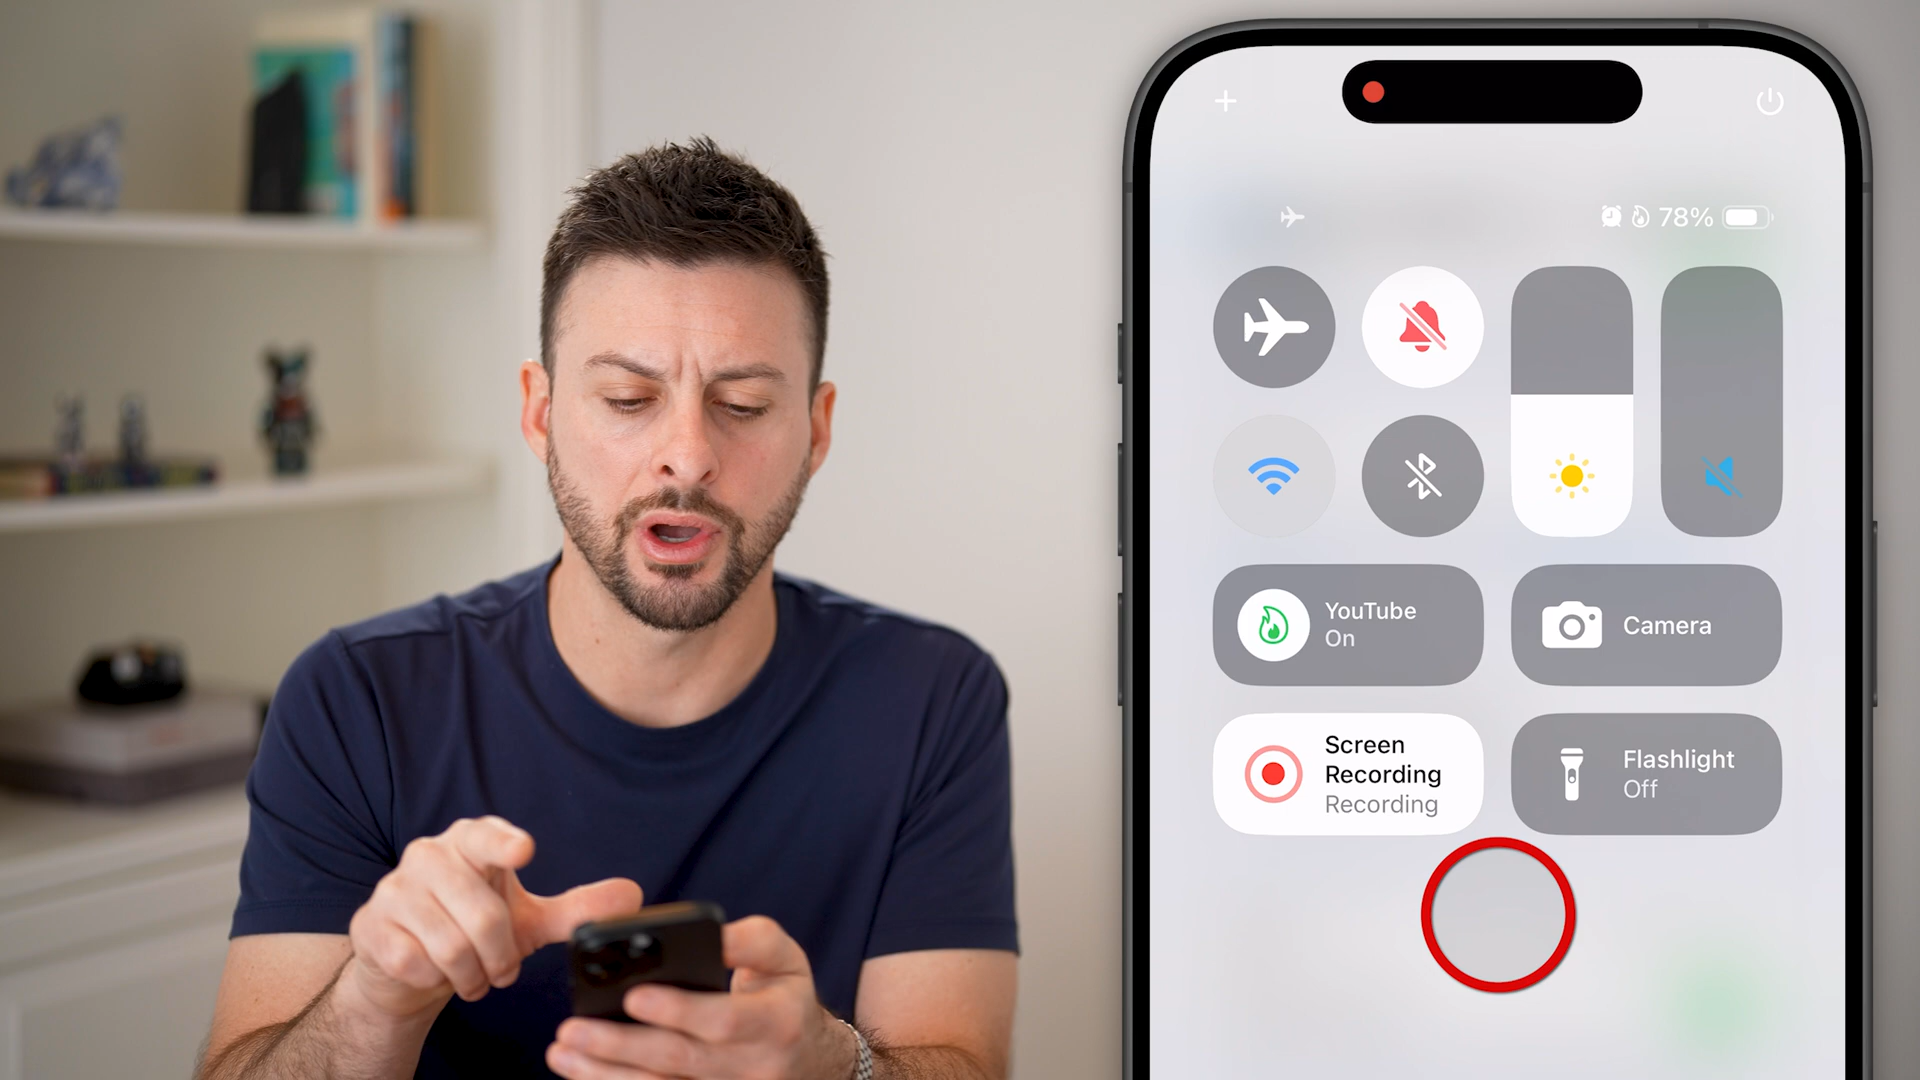 78%
YouTube
On
Camera
Screen
Recording
Recording
Flashlight
Off